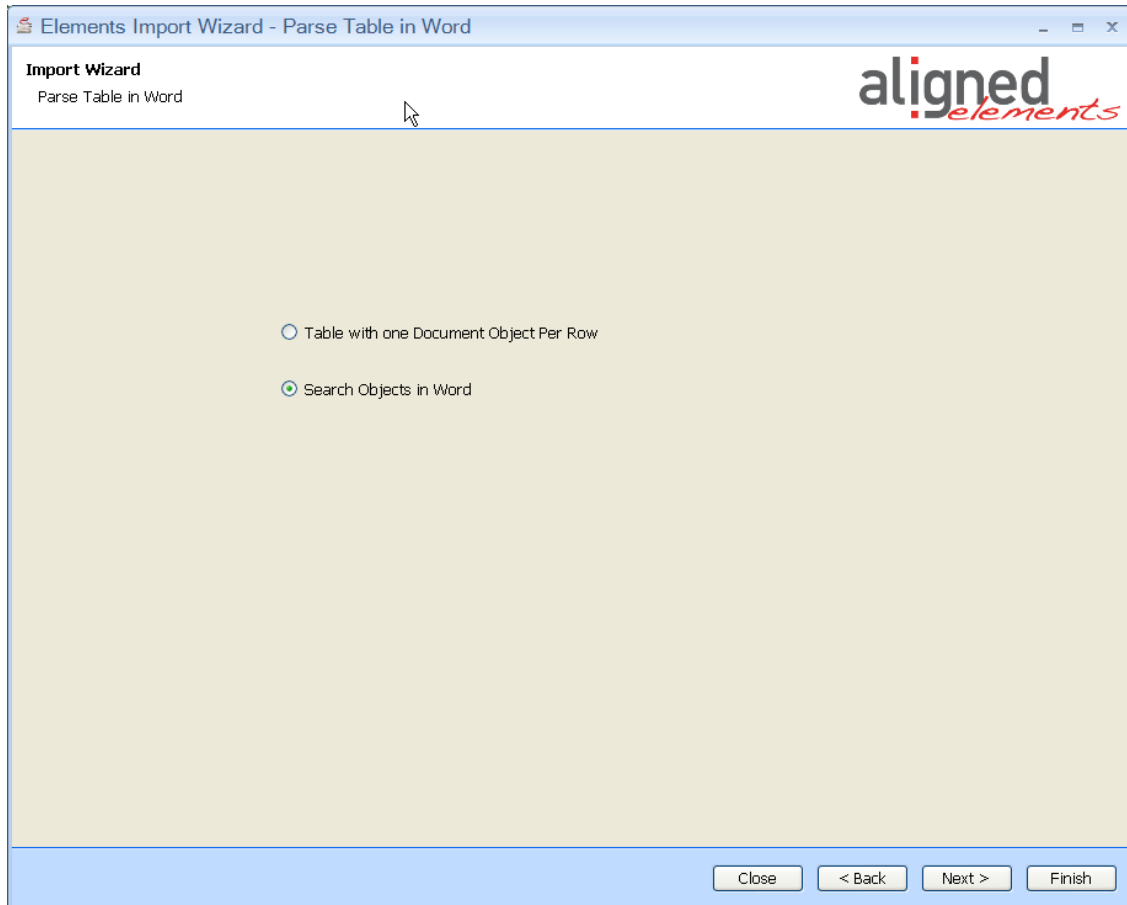 Elements Import Wizard - Parse Table in Word
Import Wizard
Parse Table in Word
aligned
elements
Table with one Document Object Per Row
Search Objects in Word
Close
< Back
Next >
Finish